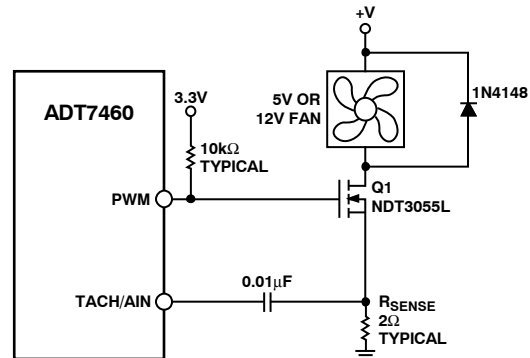 +V
ADT7460
3.3V
5V OR
12V FAN
1N4148
10kΩ
TYPICAL
PWM
Q1
NDT3055L
0.01μF
TACH/AIN
RSENSE
2Ω
TYPICAL